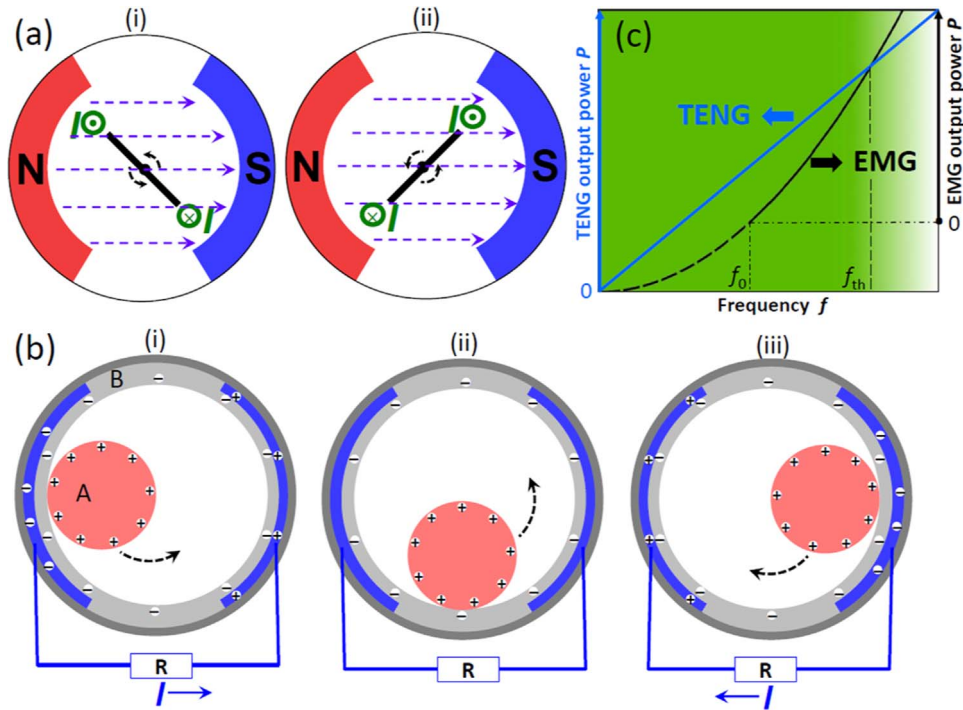 (a)
(i)
(ii)
N
S
I
I
N
S
I
I
(c)
TENG output power P
EMG output power P
TENG
EMG
0
0
f0
fth
Frequency f
(b)
(i)
(ii)
(iii)
B
A
R
R
R
I
I